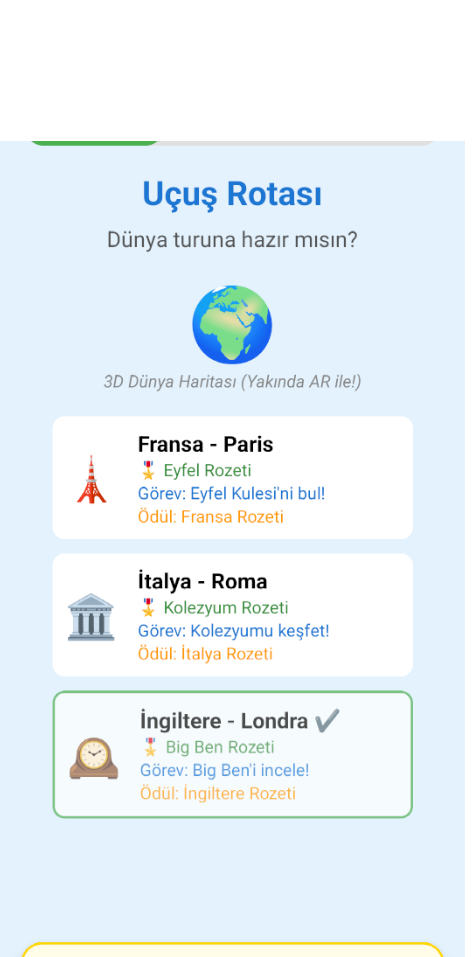 Uçuş Rotası
Dünya turuna hazır mısın?
3D Dünya Haritası (Yakında AR ile!)
Fransa - Paris
🎖️ Eyfel Rozeti
Görev: Eyfel Kulesi'ni bul!
Ödül: Fransa Rozeti
İtalya - Roma
🎖️ Kolezyum Rozeti
Görev: Kolezyumu keşfet!
Ödül: İtalya Rozeti
İngiltere - Londra ✔️
🎖️ Big Ben Rozeti
Görev: Big Ben'i incele!
Ödül: İngiltere Rozeti